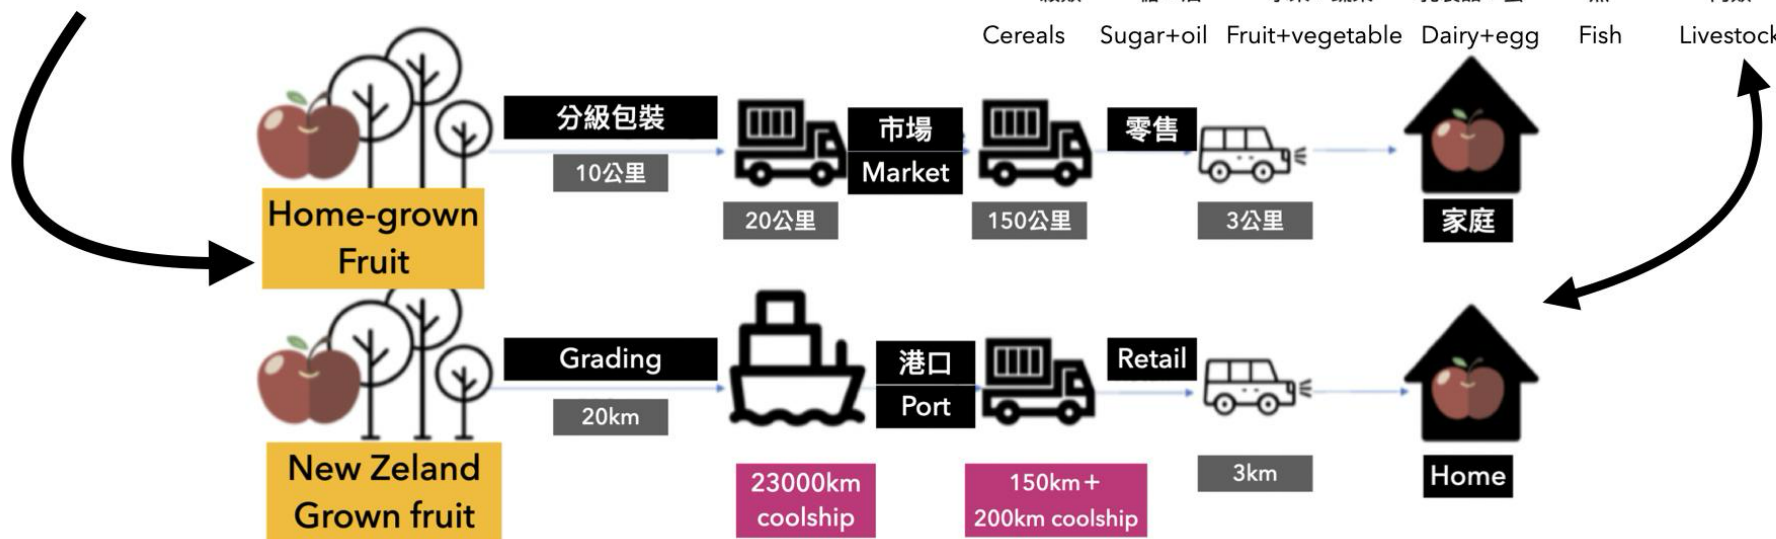 Cereals Sugar+oil Fruit+vegetable Dairy+egg Fish Livestock
分級包裝
10公里
市場
Market
零售
20公里
150公里
3公里
家庭
Home-grown
Fruit
Grading
20km
港口
Port
Retail
23000km
coolship
150km+
200km coolship
3km
Home
New Zeland
Grown fruit